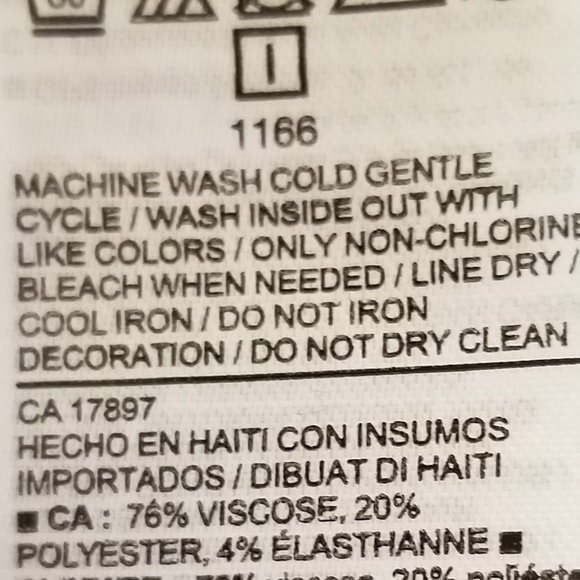 1166
MACHINE WASH COLD GENTLE
CYCLE / WASH INSIDE OUT WITH
LIKE COLORS / ONLY NON-CHLORINE
BLEACH WHEN NEEDED / LINE DRY /
COOL IRON / DO NOT IRON
DECORATION / DO NOT DRY CLEAN
CA 17897
HECHO EN HAITI CON INSUMOS
IMPORTADOS / DIBUAT DI HAITI
■ CA : 76% VISCOSE, 20%
POLYESTER, 4% ÉLASTHANNE ■
viscosa, 20%